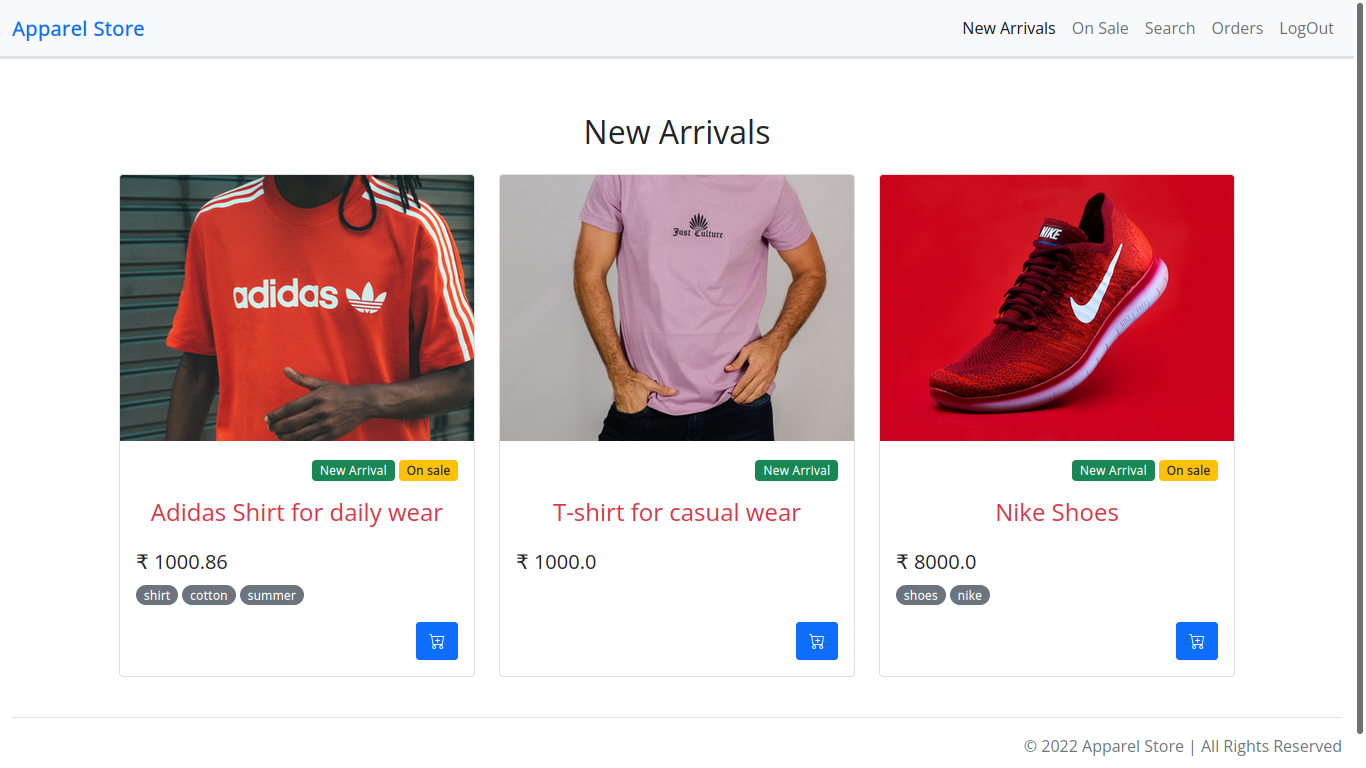 Apparel Store
New Arrivals On Sale Search Orders LogOut
New Arrivals
adidas
Just Culture
NIKE
New Arrival On sale
New Arrival
New Arrival On sale
Adidas Shirt for daily wear
T-shirt for casual wear
Nike Shoes
₹ 1000.86
₹ 1000.0
₹ 8000.0
shirt cotton summer
shoes nike
© 2022 Apparel Store | All Rights Reserved